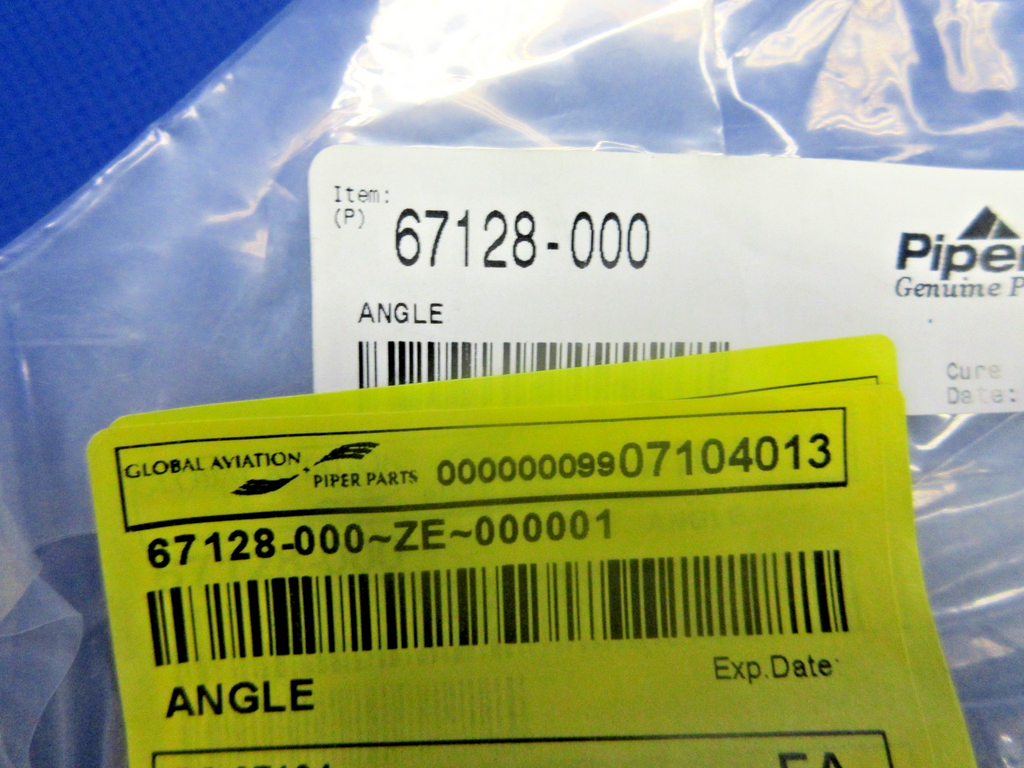 Item:
(P)
67128-000
Piper
Genuine P
ANGLE
Cure
Date:
GLOBAL AVIATION
PIPER PARTS
00000009907104013
67128-000~ZE~000001
ANGLE
Exp.Date:
EA